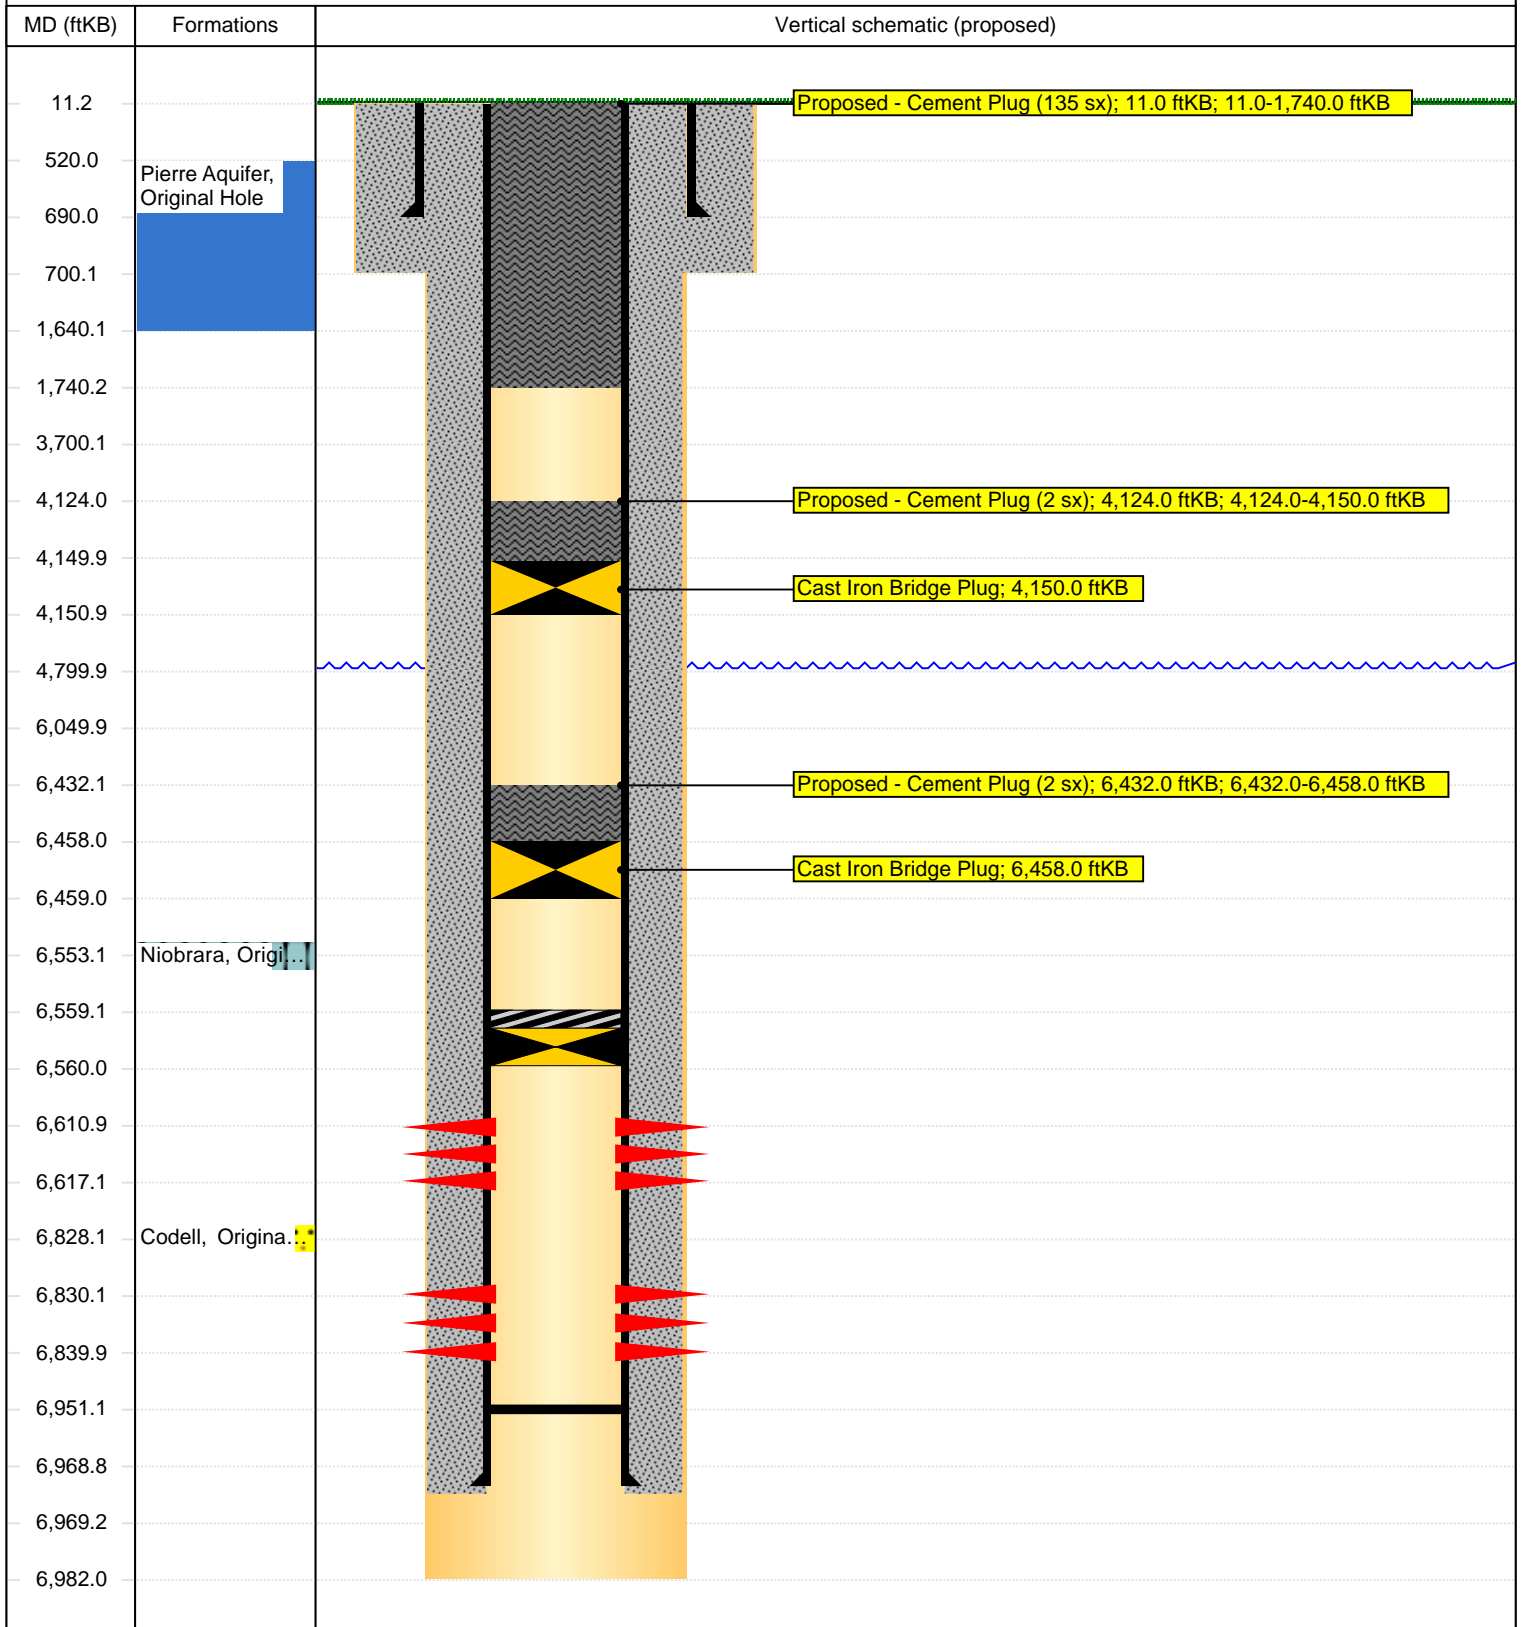 MD (ftKB) Formations Vertical schematic (proposed)
11.2 Proposed - Cement Plug (135 sx); 11.0 ftKB; 11.0-1,740.0 ftKB
520.0
Pierre Aquifer,
Original Hole
690.0
700.1
1,640.1
1,740.2
3,700.1
4,124.0 Proposed - Cement Plug (2 sx); 4,124.0 ftKB; 4,124.0-4,150.0 ftKB
4,149.9
Cast Iron Bridge Plug; 4,150.0 ftKB
4,150.9
4,799.9
6,049.9
6,432.1 Proposed - Cement Plug (2 sx); 6,432.0 ftKB; 6,432.0-6,458.0 ftKB
6,458.0
Cast Iron Bridge Plug; 6,458.0 ftKB
6,459.0
6,553.1 Niobrara, Origi...
6,559.1
6,560.0
6,610.9
6,617.1
6,828.1 Codell, Origina...
6,830.1
6,839.9
6,951.1
6,968.8
6,969.2
6,982.0